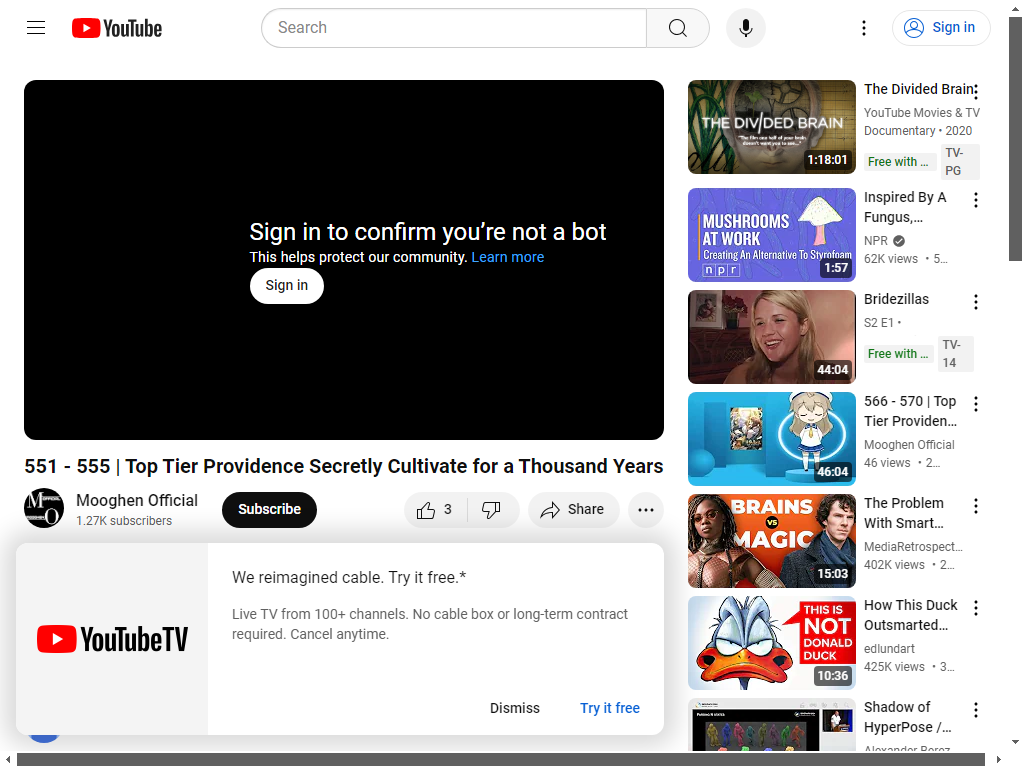 YouTube
Search
Sign in
Sign in to confirm you’re not a bot
This helps protect our community. Learn more
Sign in
551 - 555 | Top Tier Providence Secretly Cultivate for a Thousand Years
Mooghen Official
1.27K subscribers
Subscribe
3
Share
YouTubeTV
We reimagined cable. Try it free.*
Live TV from 100+ channels. No cable box or long-term contract
required. Cancel anytime.
Dismiss
Try it free
THE DIVIDED BRAIN
1:18:01
The Divided Brain
YouTube Movies & TV
Documentary • 2020
Free with ...
TV-
PG
MUSHROOMS
AT WORK
Creating An Alternative To Styrofoam
npr
1:57
Inspired By A
Fungus,...
NPR
62K views • 5...
44:04
Bridezillas
S2 E1 •
Free with ...
TV-
14
46:04
566 - 570 | Top
Tier Providen...
Mooghen Official
46 views • 2...
BRAINS
VS
MAGIC
15:03
The Problem
With Smart...
MediaRetrospect...
402K views • 2...
THIS IS
NOT
DONALD
DUCK
10:36
How This Duck
Outsmarted...
edlundart
425K views • 3...
Shadow of
HyperPose /...
Alexander Perez